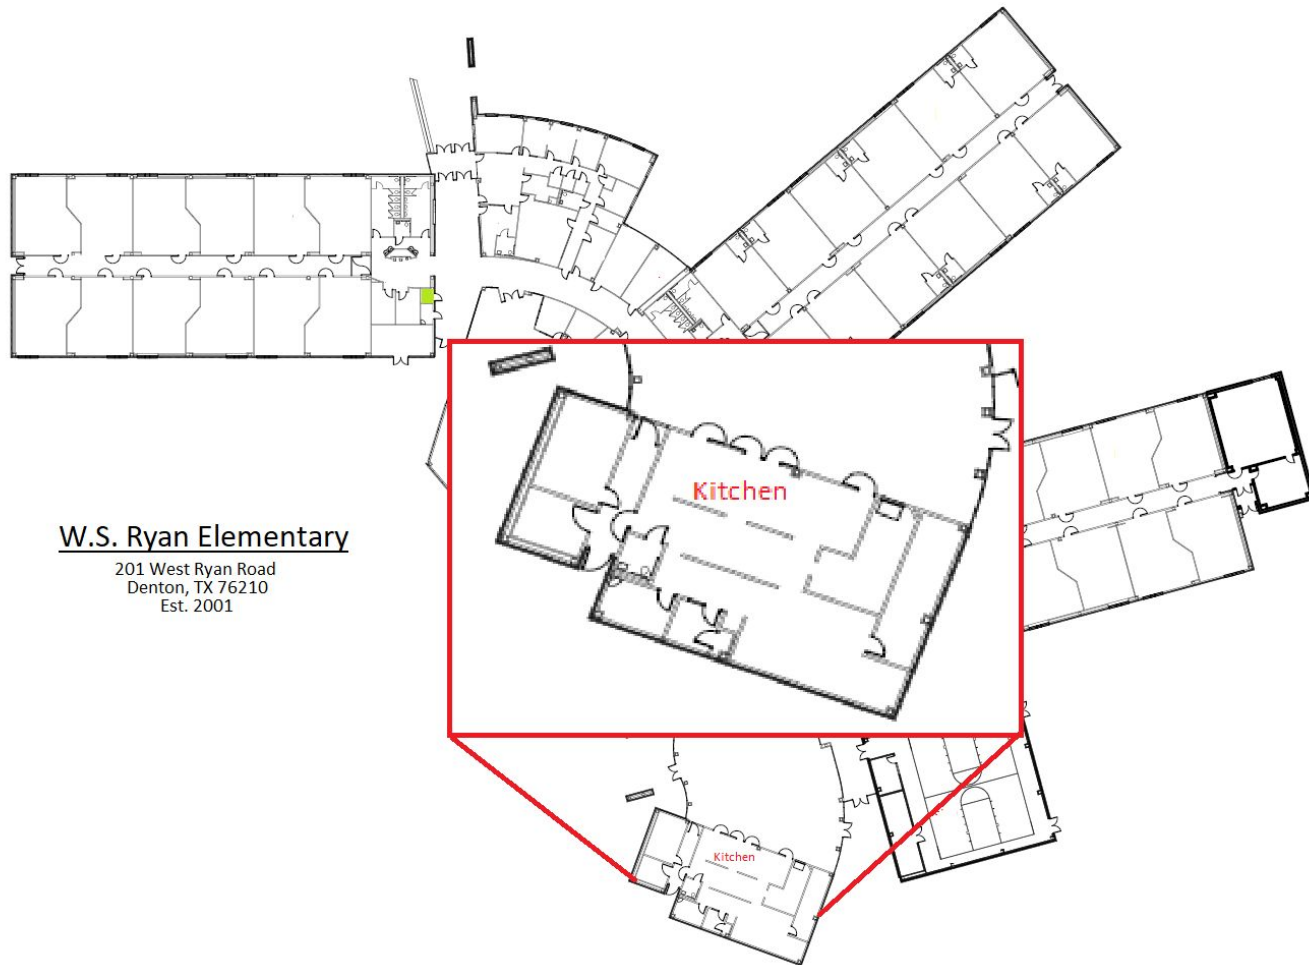 W.S. Ryan Elementary
201 West Ryan Road
Denton, TX 76210
Est. 2001
Kitchen
Kitchen